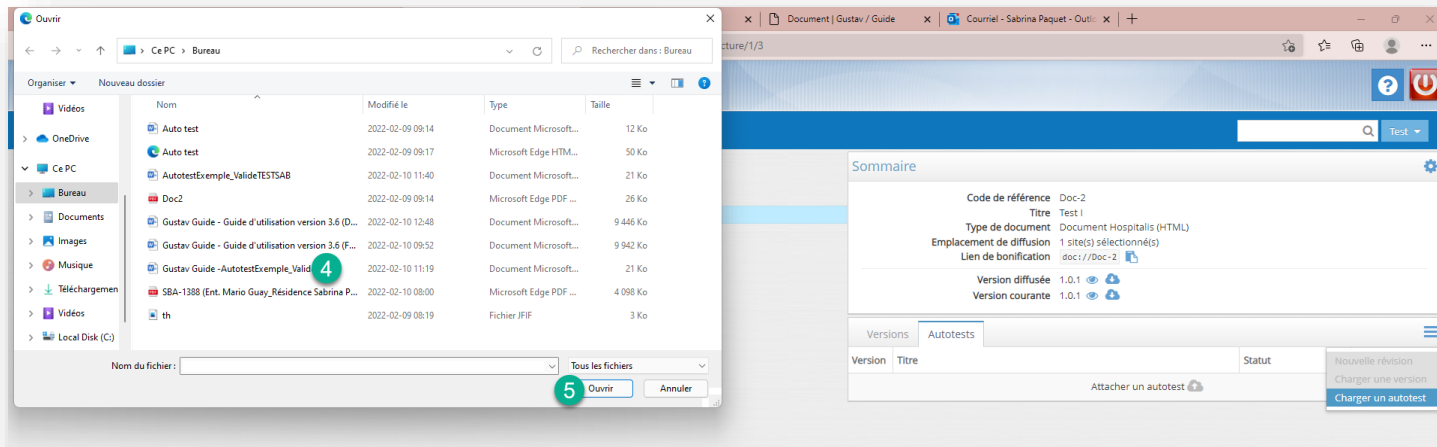 Ouvrir
Document | Gustav / Guide
Courriel - Sabrina Paquet - Outlo
Ce PC > Bureau
Rechercher dans : Bureau
cture/1/3
Organiser
Nouveau dossier
Test
Nom
Modifié le
Type
Taille
Vidéos
OneDrive
Ce PC
Bureau
Documents
Images
Musique
Téléchargemen
Vidéos
Local Disk (C:)
Auto test 2022-02-09 09:14 Document Microsoft... 12 Ko
Auto test 2022-02-09 09:17 Microsoft Edge HTM... 50 Ko
AutotestExemple_ValideTESTSAB 2022-02-10 11:40 Document Microsoft... 21 Ko
Doc2 2022-02-09 09:14 Microsoft Edge PDF ... 26 Ko
Gustav Guide - Guide d'utilisation version 3.6 (D... 2022-02-10 12:48 Document Microsoft... 9 446 Ko
Gustav Guide - Guide d'utilisation version 3.6 (F... 2022-02-10 09:52 Document Microsoft... 9 942 Ko
Gustav Guide -AutotestExemple_Valid 4 2022-02-10 11:19 Document Microsoft... 21 Ko
SBA-1388 (Ent. Mario Guay_Résidence Sabrina P... 2022-02-10 08:00 Microsoft Edge PDF ... 4 098 Ko
th 2022-02-09 08:19 Fichier JFIF 3 Ko
Nom du fichier :
Tous les fichiers
5 Ouvrir
Annuler
Sommaire
Code de référence Doc-2
Titre Test I
Type de document Document Hospitalis (HTML)
Emplacement de diffusion 1 site(s) sélectionné(s)
Lien de bonification doc://Doc-2
Version diffusée 1.0.1
Version courante 1.0.1
Versions
Autotests
Version Titre Statut
Attacher un autotest
Nouvelle révision
Charger une version
Charger un autotest